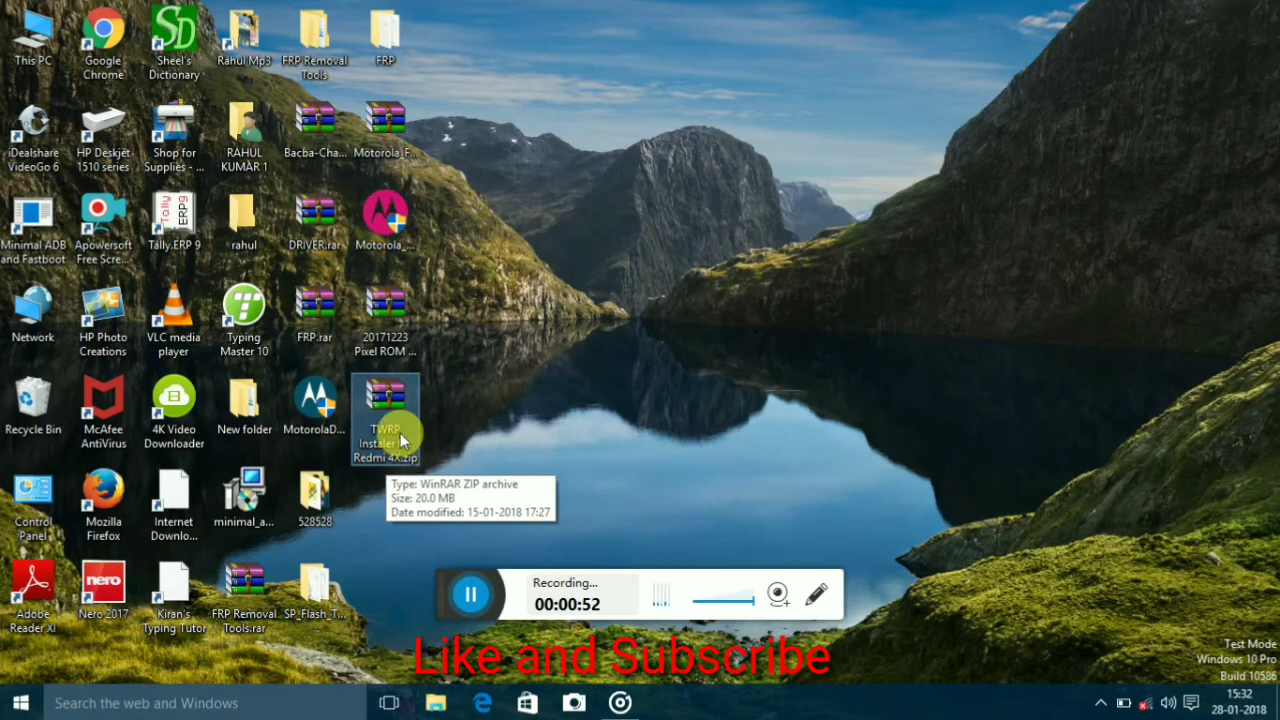 This PC
Google
Chrome
Sheel's
Dictionary
Rahul Mp3
FRP Removal
Tools
FRP
iDealshare
VideoGo 6
HP Deskjet
1510 series
Shop for
Supplies - ...
RAHUL
KUMAR 1
Bacba-Cha...
Motorola_F...
Minimal ADB
and Fastboot
Apowersoft
Free Scre...
Tally.ERP 9
rahul
DRIVER.rar
Motorola_...
Network
HP Photo
Creations
VLC media
player
Typing
Master 10
FRP.rar
20171223
Pixel ROM ...
Recycle Bin
McAfee
AntiVirus
4K Video
Downloader
New folder
MotorolaD...
TWRP
Redmi 4X.zip
Type: WinRAR ZIP archive
Size: 20.0 MB
Date modified: 15-01-2018 17:27
Control
Panel
Mozilla
Firefox
Internet
Downlo...
minimal_a...
528528
Adobe
Reader XI
nero
Nero 2017
Kiran's
Typing Tutor
FRP Removal
Tools.rar
SP_Flash_T...
Recording...
00:00:52
Like and Subscribe
Test Mode
Windows 10 Pro
Build 10586
Search the web and Windows
15:32
28-01-2018